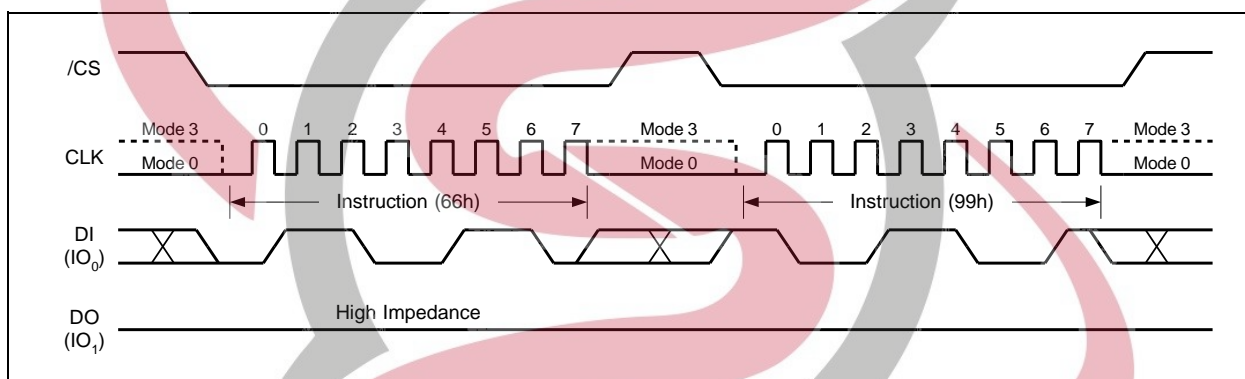 /CS
Mode 3 0 1 2 3 4 5 6 7 Mode 3 0 1 2 3 4 5 6 7 Mode 3
CLK Mode 0 Mode 0 Mode 0
Instruction (66h) Instruction (99h)
DI
(IO0)
High Impedance
DO
(IO1)